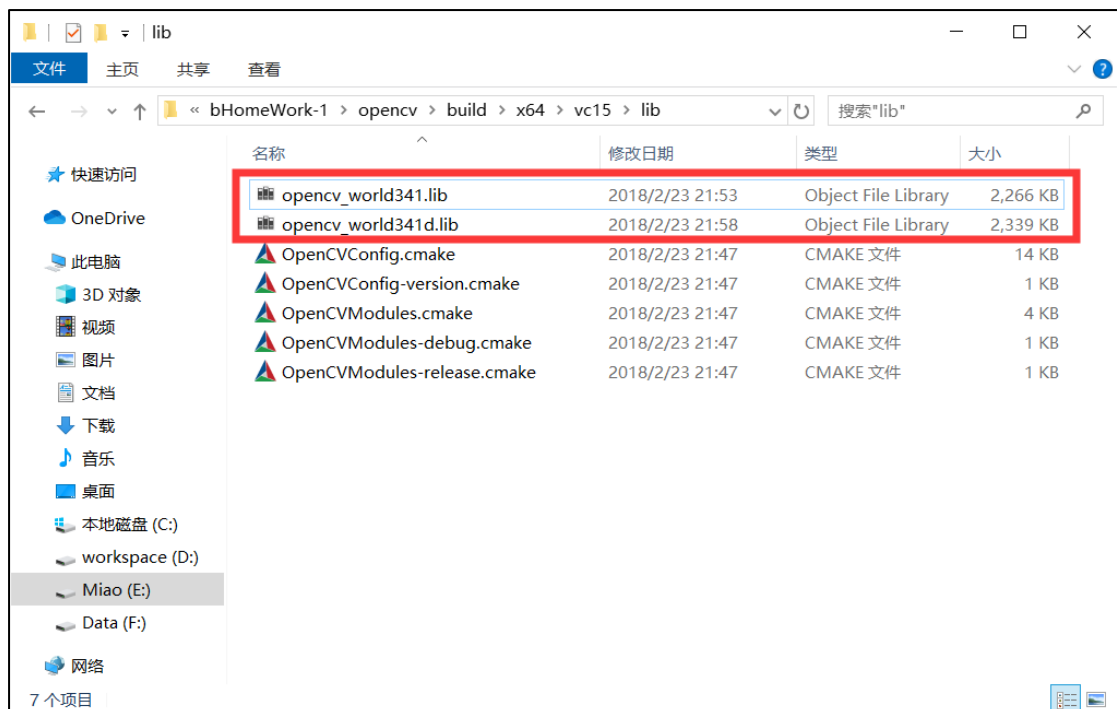 lib
文件 主页 共享 查看
« bHomeWork-1 > opencv > build > x64 > vc15 > lib 搜索"lib"
名称 修改日期 类型 大小
快速访问
OneDrive
此电脑
3D 对象
视频
图片
文档
下载
音乐
桌面
本地磁盘 (C:)
workspace (D:)
Miao (E:)
Data (F:)
网络
opencv_world341.lib 2018/2/23 21:53 Object File Library 2,266 KB
opencv_world341d.lib 2018/2/23 21:58 Object File Library 2,339 KB
OpenCVConfig.cmake 2018/2/23 21:47 CMAKE 文件 14 KB
OpenCVConfig-version.cmake 2018/2/23 21:47 CMAKE 文件 1 KB
OpenCVModules.cmake 2018/2/23 21:47 CMAKE 文件 4 KB
OpenCVModules-debug.cmake 2018/2/23 21:47 CMAKE 文件 1 KB
OpenCVModules-release.cmake 2018/2/23 21:47 CMAKE 文件 1 KB
7 个项目